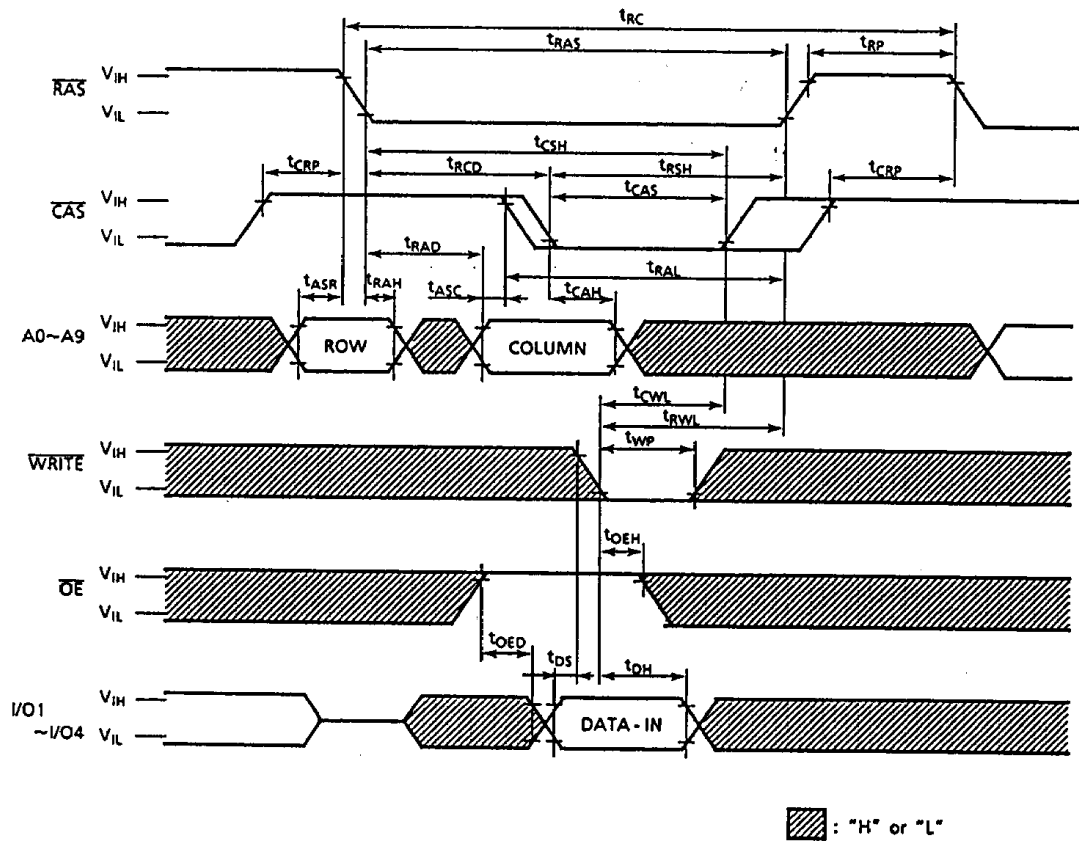 tRC
tRAS
tRP
RAS
VIH
VIL
tCSH
tCRP
tRCD
tRSH
tCRP
tCAS
CAS
VIH
VIL
tRAD
tRAL
tASR
tRAH
tASC
tCAH
A0~A9
VIH
VIL
ROW
COLUMN
tCWL
tRWL
tWP
WRITE
VIH
VIL
tOEH
OE
VIH
VIL
tOED
tDS
tDH
I/O1
~I/O4
VIH
VIL
DATA - IN
: "H" or "L"